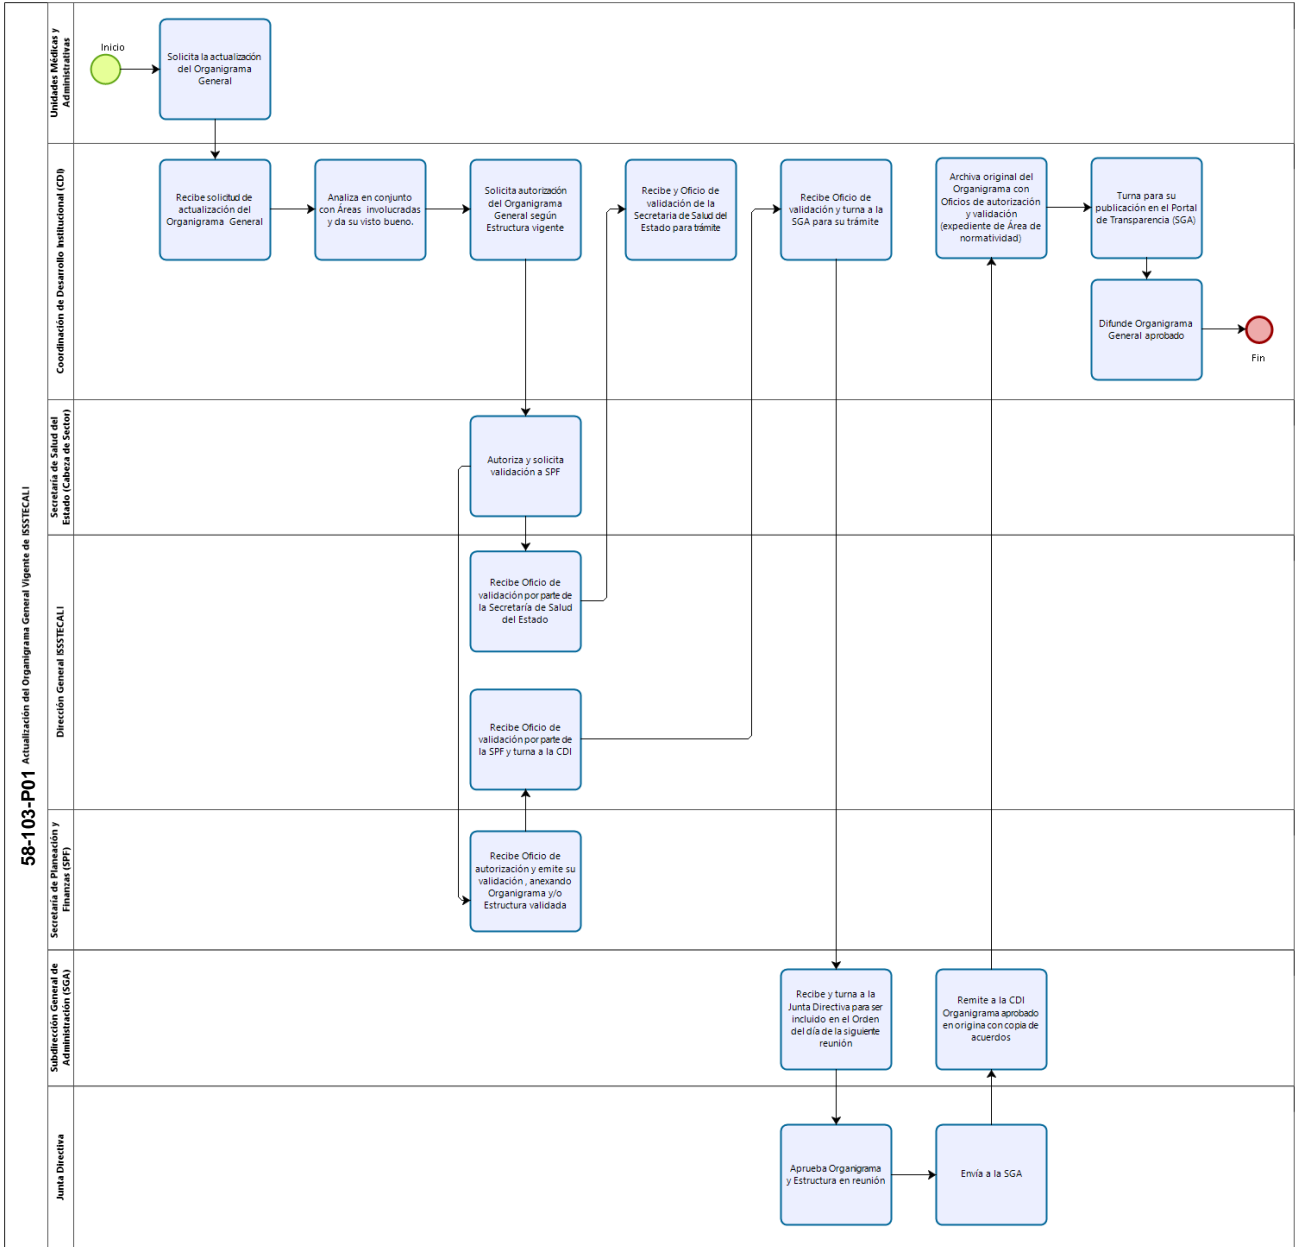 58-103-P01 Actualización del Organigrama General Vigente de ISSSTECALI
Unidades Médicas y
Administrativas
Inicio
Solicita la actualización
del Organigrama
General
Coordinación de Desarrollo Institucional (CDI)
Recibe solicitud de
actualización del
Organigrama General
Analiza en conjunto
con Áreas involucradas
y da su visto bueno.
Solicita autorización
del Organigrama
General según
Estructura vigente
Recibe y Oficio de
validación de la
Secretaria de Salud del
Estado para trámite
Recibe Oficio de
validación y turna a la
SGA para su trámite
Archiva original del
Organigrama con
Oficios de autorización
y validación
(expediente de Área de
normatividad)
Turna para su
publicación en el Portal
de Transparencia (SGA)
Difunde Organigrama
General aprobado
Fin
Secretaría de Salud del
Estado (Cabeza de Sector)
Autoriza y solicita
validación a SPF
Dirección General ISSSTECALI
Recibe Oficio de
validación por parte de
la Secretaría de Salud
del Estado
Recibe Oficio de
validación por parte de
la SPF y turna a la CDI
Secretaría de Planeación y
Finanzas (SPF)
Recibe Oficio de
autorización y emite su
validación , anexando
Organigrama y/o
Estructura validada
Subdirección General de
Administración (SGA)
Recibe y turna a la
Junta Directiva para ser
incluido en el Orden
del día de la siguiente
reunión
Remite a la CDI
Organigrama aprobado
en origina con copia de
acuerdos
Junta Directiva
Aprueba Organigrama
y Estructura en reunión
Envía a la SGA